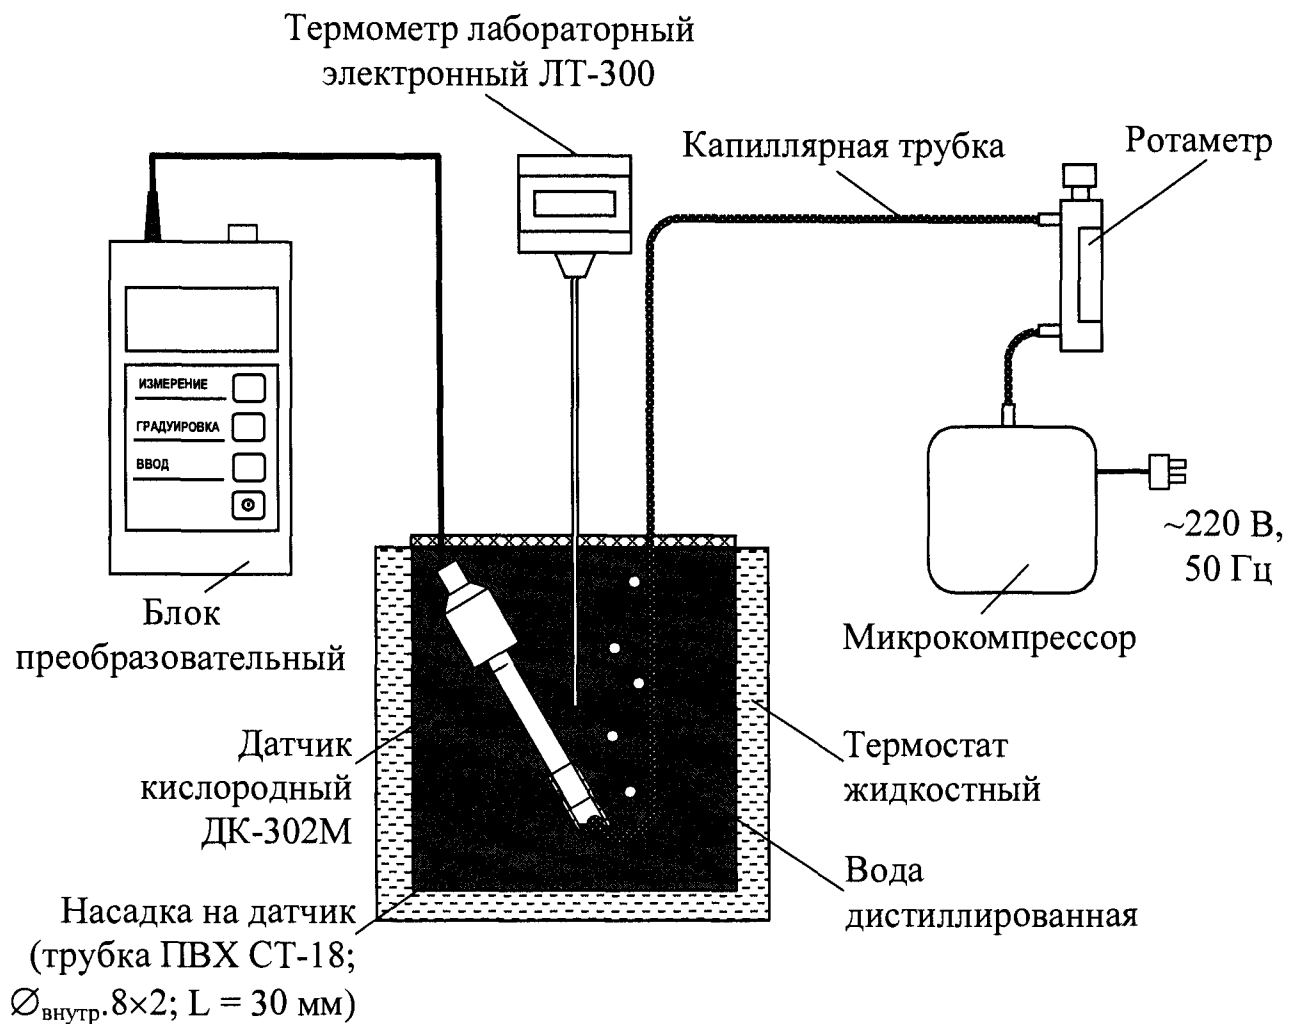 Термометр лабораторный
электронный ЛТ-300
Капиллярная трубка
Ротаметр
ИЗМЕРЕНИЕ
ГРАДУИРОВКА
ВВОД
~220 В,
50 Гц
Блок
преобразовательный
Микрокомпрессор
Датчик
кислородный
ДК-302М
Термостат
жидкостный
Вода
дистиллированная
Насадка на датчик
(трубка ПВХ СТ-18;
∅внутр.8×2; L = 30 мм)